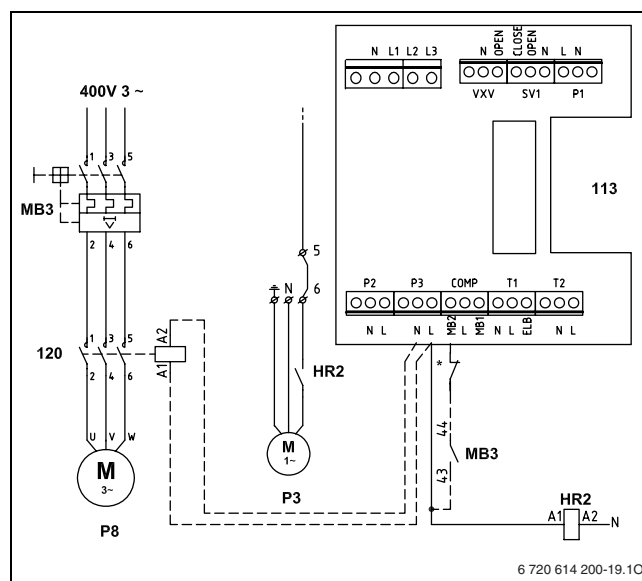 N L1 L2 L3
N OPEN CLOSE OPEN N L N
VXV SV1 P1
400V 3 ~
1 3 5
MB3
113
2 4 6
5
N 6
P2 P3 COMP T1 T2
N L N L MB2 L MB1 N L ELB N L
1 3 5
A2
120
A1
2 4 6
HR2
*
44
MB3
43
U V W
M
3~
P8
M
1~
P3
HR2
A1 A2 N
6 720 614 200-19.1O